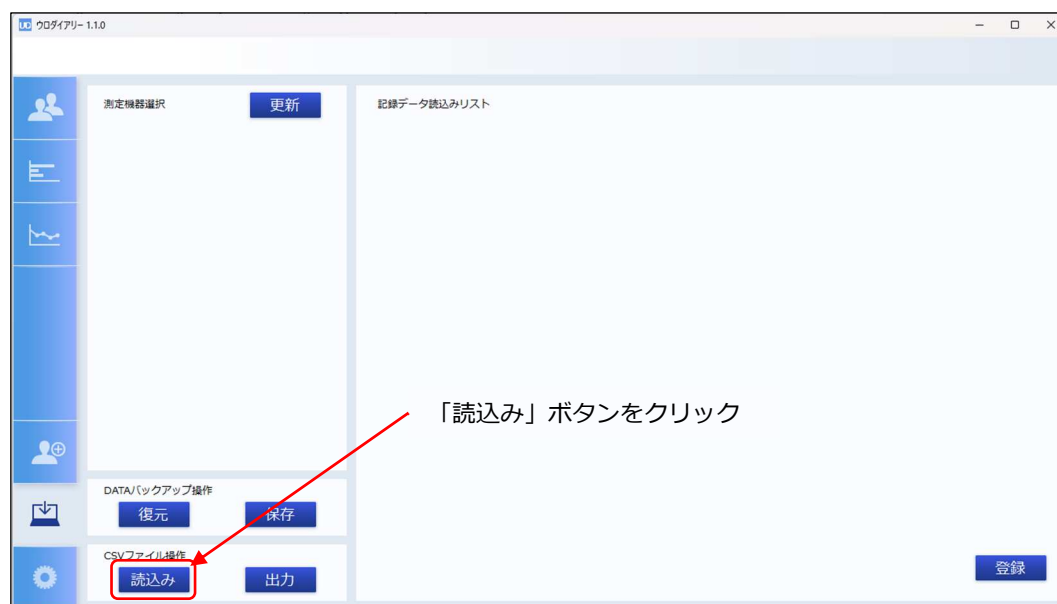 UD ウロダイアリー 1.1.0
測定機器選択
更新
記録データ読込みリスト
「読込み」ボタンをクリック
DATAバックアップ操作
復元
保存
CSVファイル操作
読込み
出力
登録